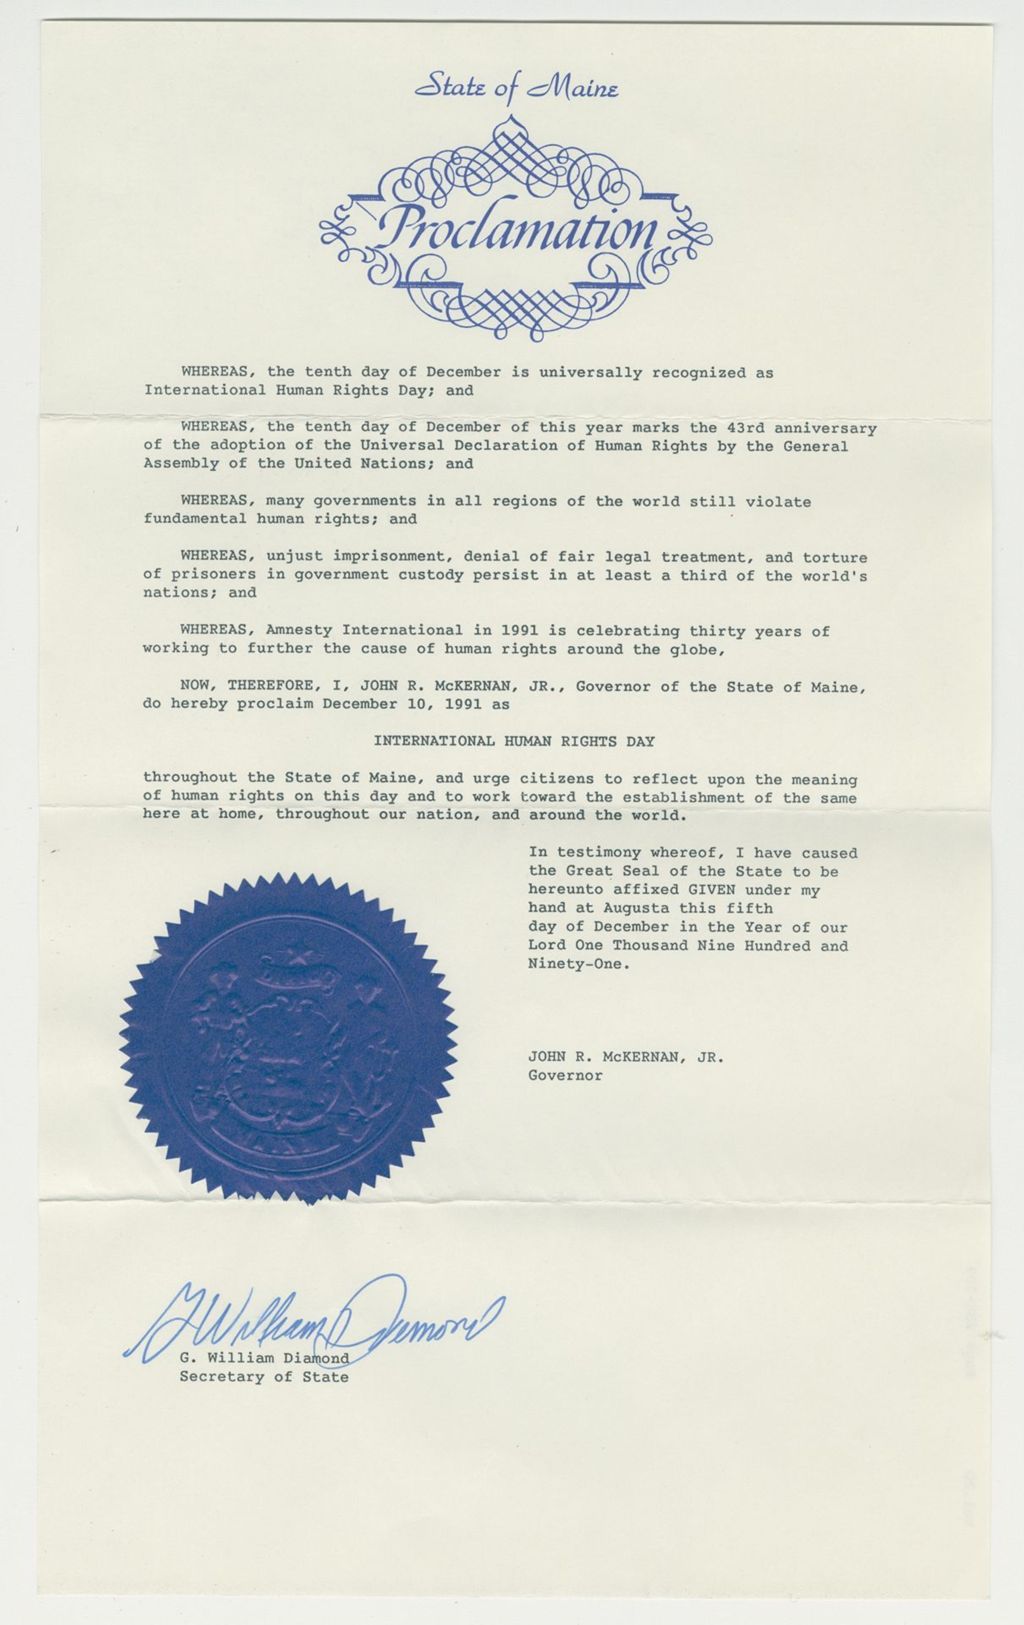 State of Maine
Proclamation
WHEREAS, the tenth day of December is universally recognized as
International Human Rights Day; and
WHEREAS, the tenth day of December of this year marks the 43rd anniversary
of the adoption of the Universal Declaration of Human Rights by the General
Assembly of the United Nations; and
WHEREAS, many governments in all regions of the world still violate
fundamental human rights; and
WHEREAS, unjust imprisonment, denial of fair legal treatment, and torture
of prisoners in government custody persist in at least a third of the world's
nations; and
WHEREAS, Amnesty International in 1991 is celebrating thirty years of
working to further the cause of human rights around the globe,
NOW, THEREFORE, I, JOHN R. McKERNAN, JR., Governor of the State of Maine,
do hereby proclaim December 10, 1991 as
INTERNATIONAL HUMAN RIGHTS DAY
throughout the State of Maine, and urge citizens to reflect upon the meaning
of human rights on this day and to work toward the establishment of the same
here at home, throughout our nation, and around the world.
In testimony whereof, I have caused
the Great Seal of the State to be
hereunto affixed GIVEN under my
hand at Augusta this fifth
day of December in the Year of our
Lord One Thousand Nine Hundred and
Ninety-One.
JOHN R. McKERNAN, JR.
Governor
MAINE
G William Diamond
G. William Diamond
Secretary of State